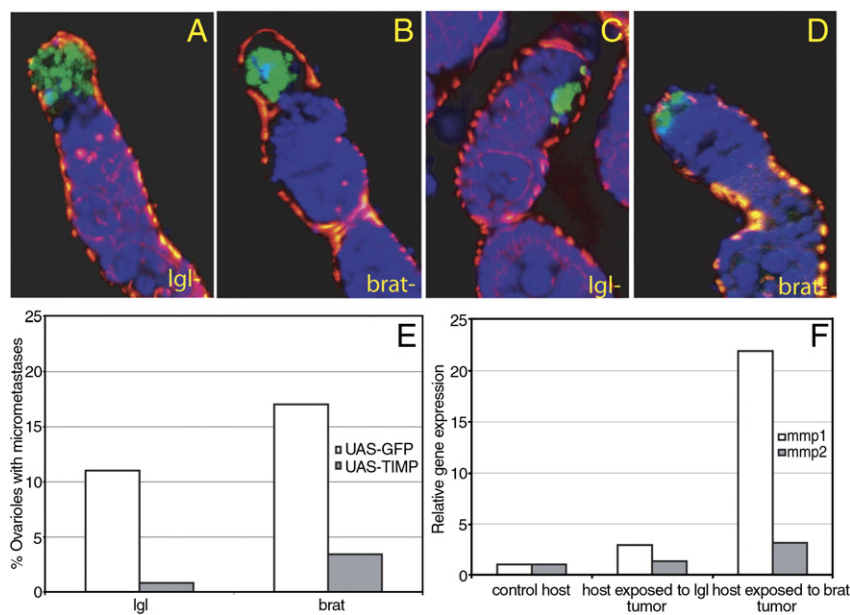 A
B
C
D
lgl-
brat-
lgl-
brat-
E
25
20
15
10
5
0
% Ovarioles with micrometastases
UAS-GFP
UAS-TIMP
lgl
brat
F
25
20
15
10
5
0
Relative gene expression
mmp1
mmp2
control host
host exposed to lgl
tumor
host exposed to brat
tumor